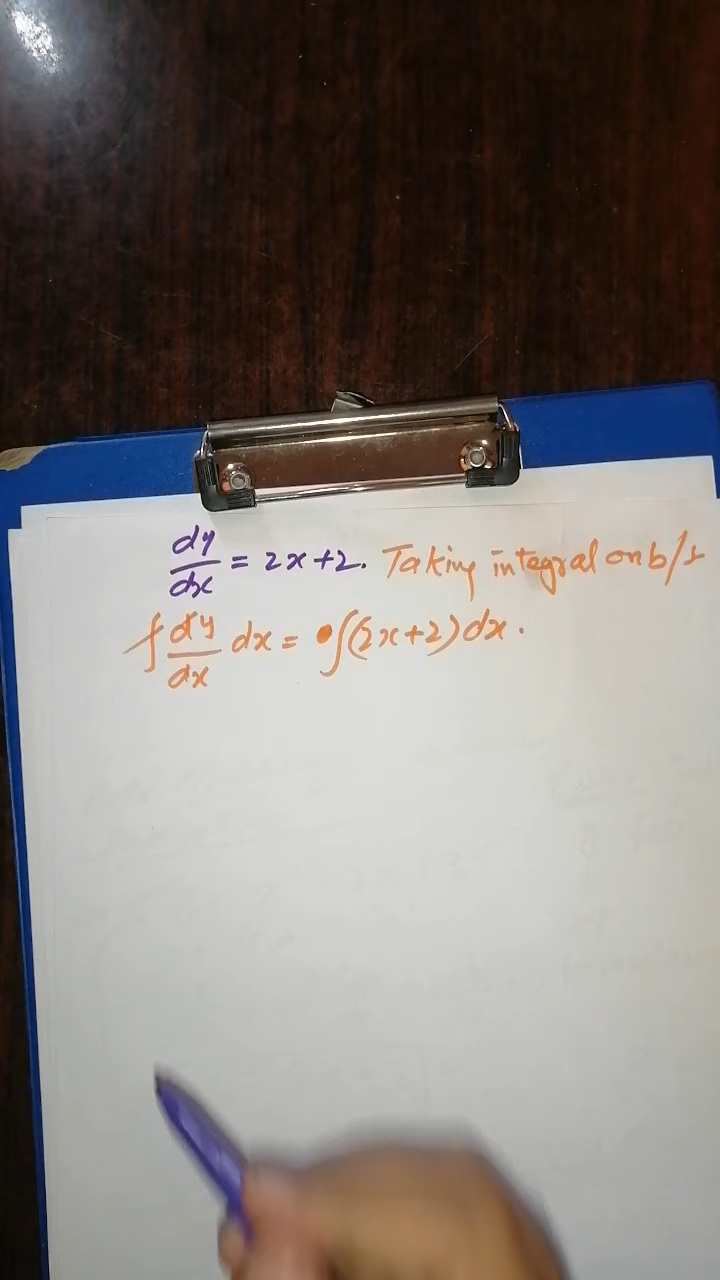 dy/dx = 2x+2. Taking integral on b/s
∫ dy/dx dx = ∫(2x+2)dx.